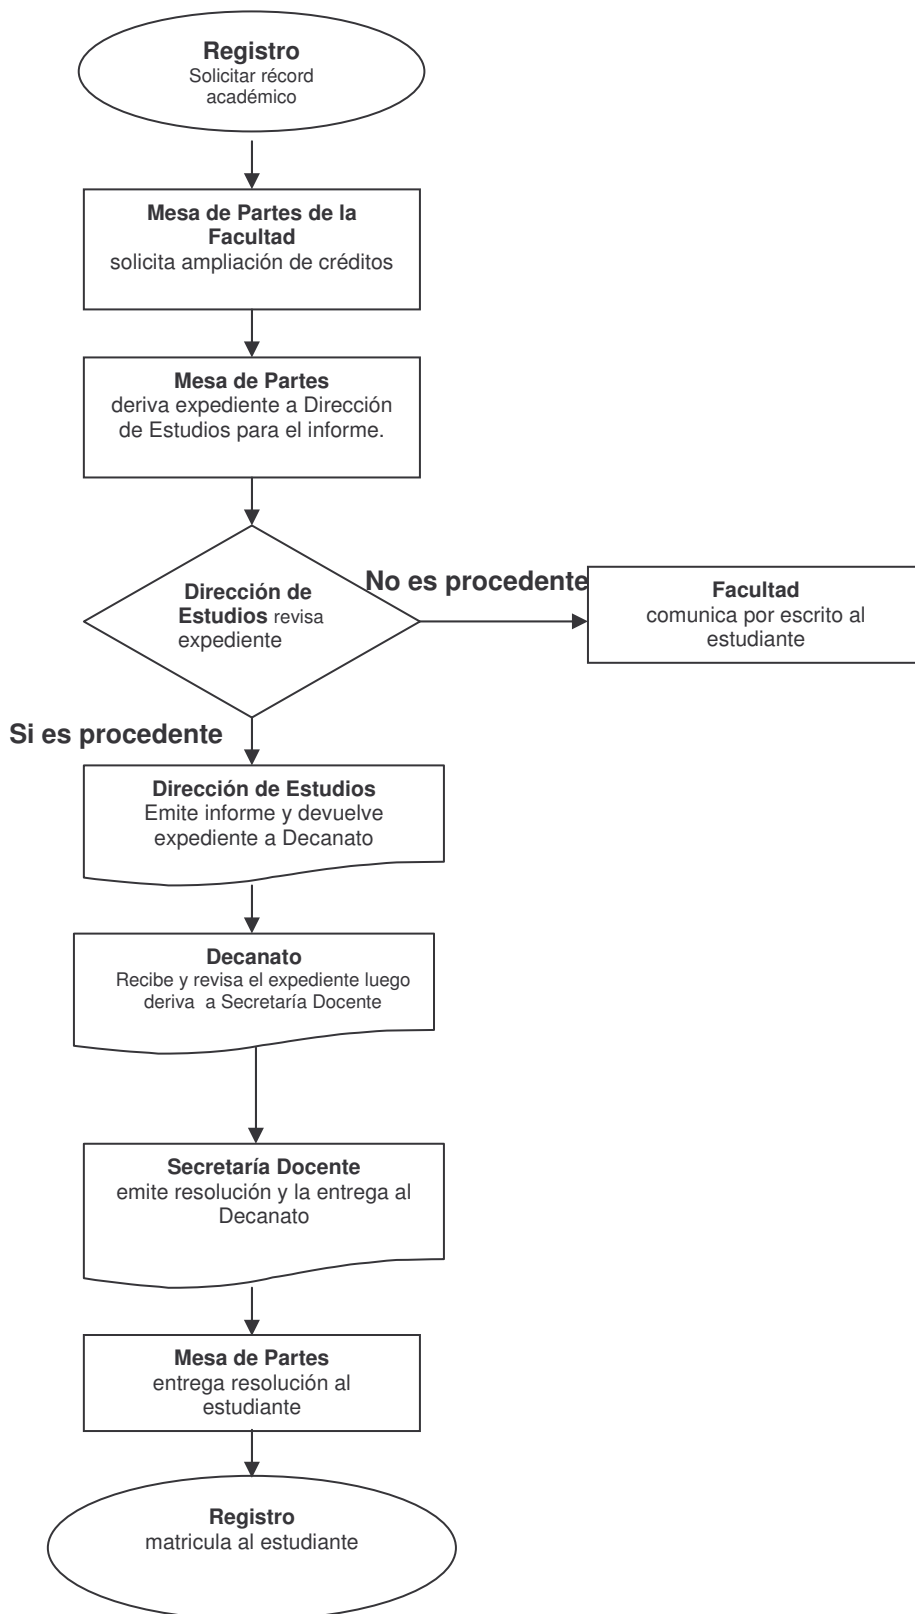 Registro
Solicitar récord
académico
Mesa de Partes de la
Facultad
solicita ampliación de créditos
Mesa de Partes
deriva expediente a Dirección
de Estudios para el informe.
Dirección de
Estudios revisa
expediente
No es procedente
Facultad
comunica por escrito al
estudiante
Si es procedente
Dirección de Estudios
Emite informe y devuelve
expediente a Decanato
Decanato
Recibe y revisa el expediente luego
deriva a Secretaría Docente
Secretaría Docente
emite resolución y la entrega al
Decanato
Mesa de Partes
entrega resolución al
estudiante
Registro
matricula al estudiante